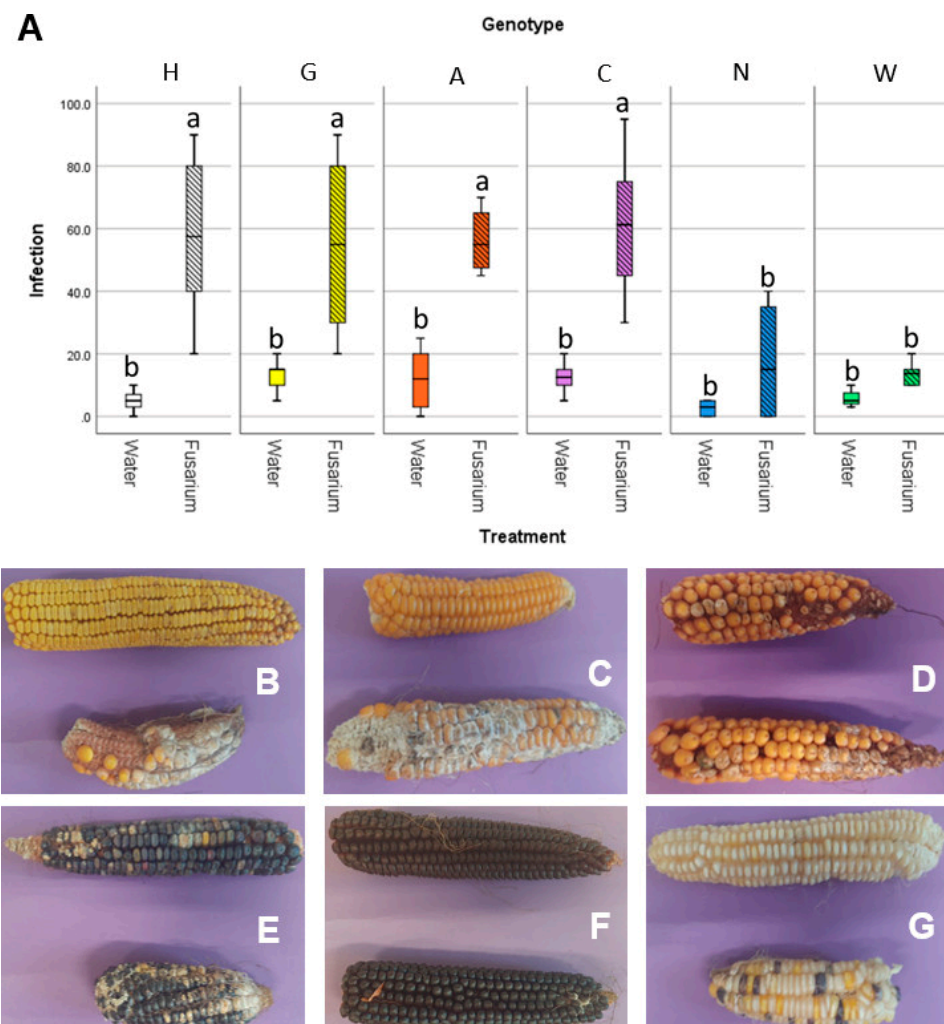 A
Genotype
H G A C N W
Infection
100.0
80.0
60.0
40.0
20.0
.0
a a a a b b
b b b b b b
Water Fusarium Water Fusarium Water Fusarium Water Fusarium Water Fusarium Water Fusarium
Treatment
B C D
E F G